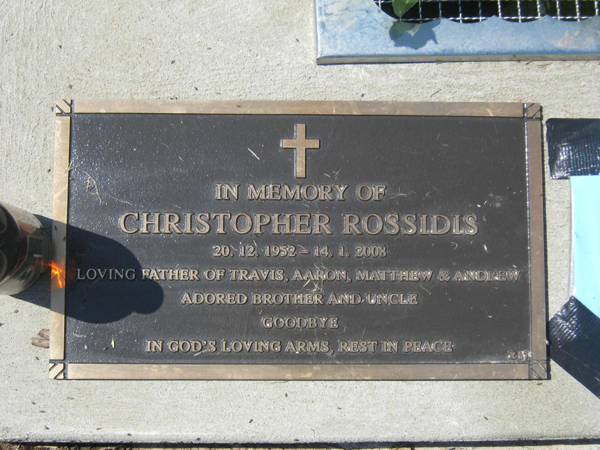 IN MEMORY OF
CHRISTOPHER ROSSIDIS
20. 12. 1952 – 14. 1. 2008
LOVING FATHER OF TRAVIS, AARON, MATTHEW & ANDREW
ADORED BROTHER AND UNCLE
GOODBYE
IN GOD'S LOVING ARMS, REST IN PEACE